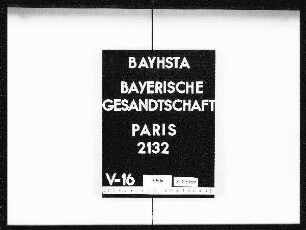 BAYHSTA
BAYERISCHE
GESANDTSCHAFT
PARIS
2132
V-16